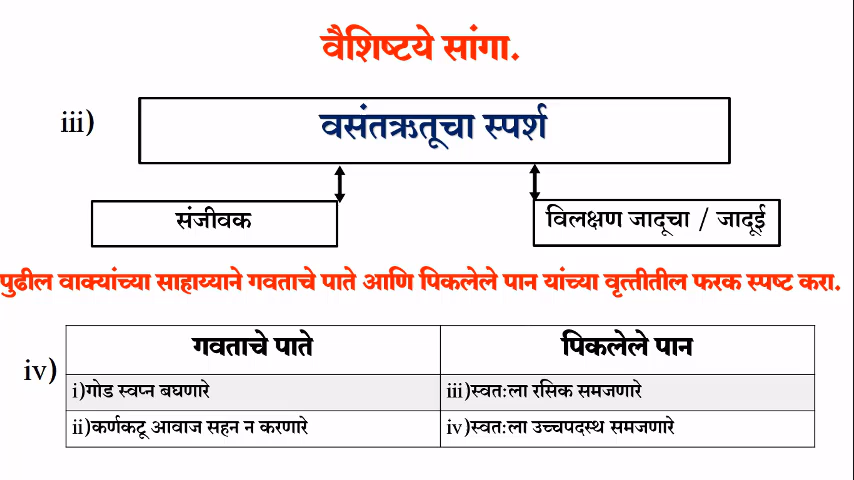 वैशिष्टये सांगा.
iii)
वसंतऋतूचा स्पर्श
संजीवक
विलक्षण जादूचा / जादूई
पुढील वाक्यांच्या साहाय्याने गवताचे पाते आणि पिकलेले पान यांच्या वृत्तीतील फरक स्पष्ट करा.
iv)
गवताचे पाते
पिकलेले पान
i)गोड स्वप्न बघणारे
iii)स्वत:ला रसिक समजणारे
ii)कर्णकटू आवाज सहन न करणारे
iv)स्वत:ला उच्चपदस्थ समजणारे